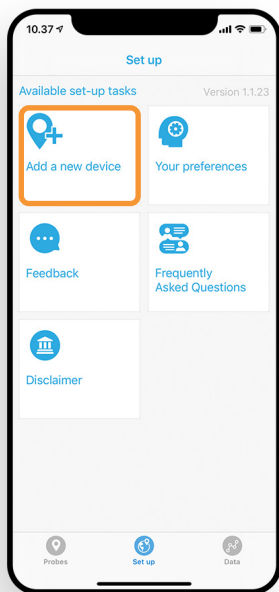 10.37
Set up
Available set-up tasks
Version 1.1.23
Add a new device
Your preferences
Feedback
Frequently
Asked Questions
Disclaimer
Probes
Set up
Data